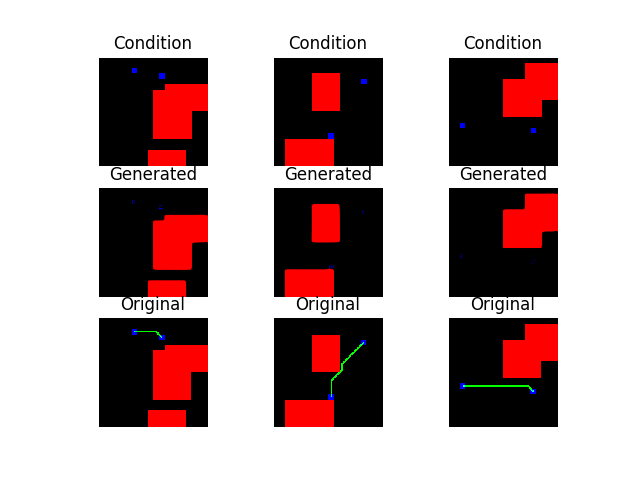 Condition Condition Condition
Generated Generated Generated
Original Original Original